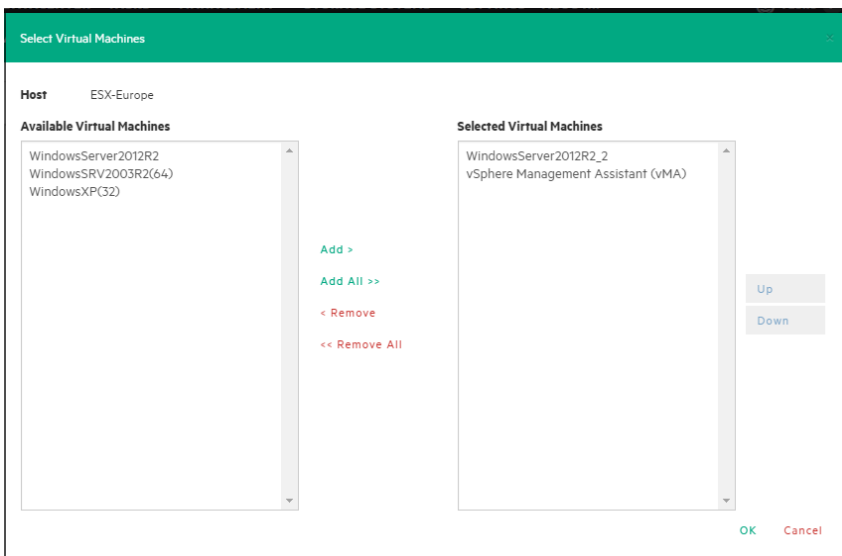 Select Virtual Machines
Host ESX-Europe
Available Virtual Machines
WindowsServer2012R2
WindowsSRV2003R2(64)
WindowsXP(32)
Add >
Add All >>
< Remove
<< Remove All
Selected Virtual Machines
WindowsServer2012R2_2
vSphere Management Assistant (vMA)
Up
Down
OK Cancel